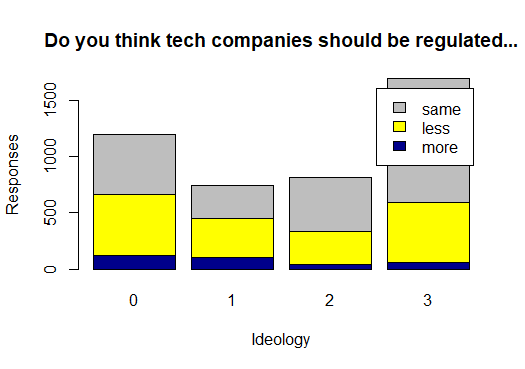 Do you think tech companies should be regulated...
Responses
1500
1000
500
0
same
less
more
0 1 2 3
Ideology